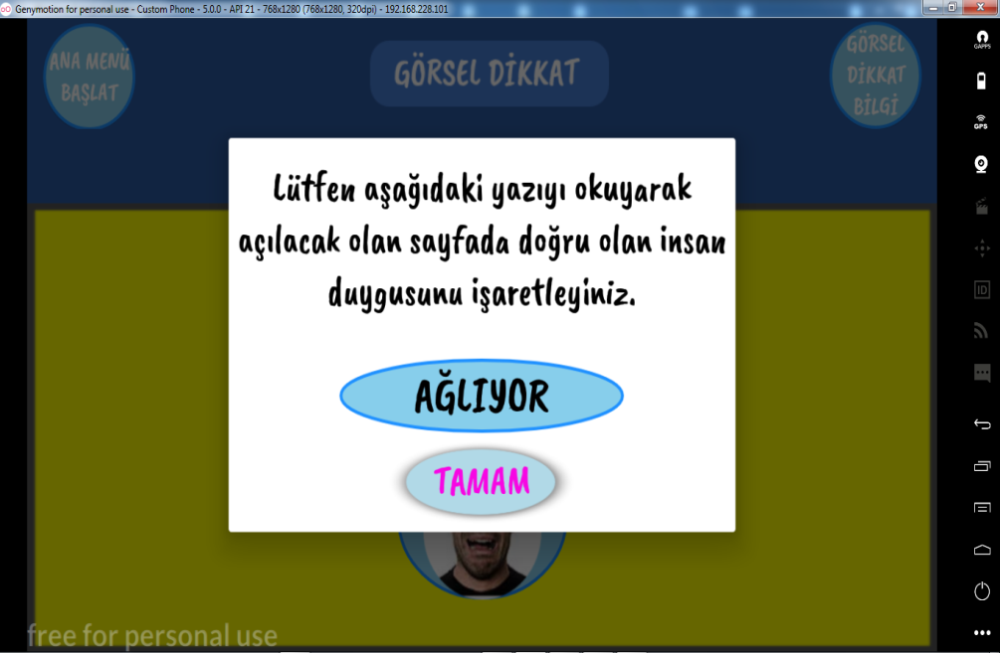 Genymotion for personal use - Custom Phone - 5.0.0 - API 21 - 768x1280 (768x1280, 320dpi) - 192.168.228.101
GAPPS
ANA MENÜ
BAŞLAT
GÖRSEL DİKKAT
GÖRSEL
DİKKAT
BİLGİ
GPS
Lütfen aşağıdaki yazıyı okuyarak
açılacak olan sayfada doğru olan insan
duygusunu işaretleyiniz.
ID
AĞLIYOR
TAMAM
free for personal use